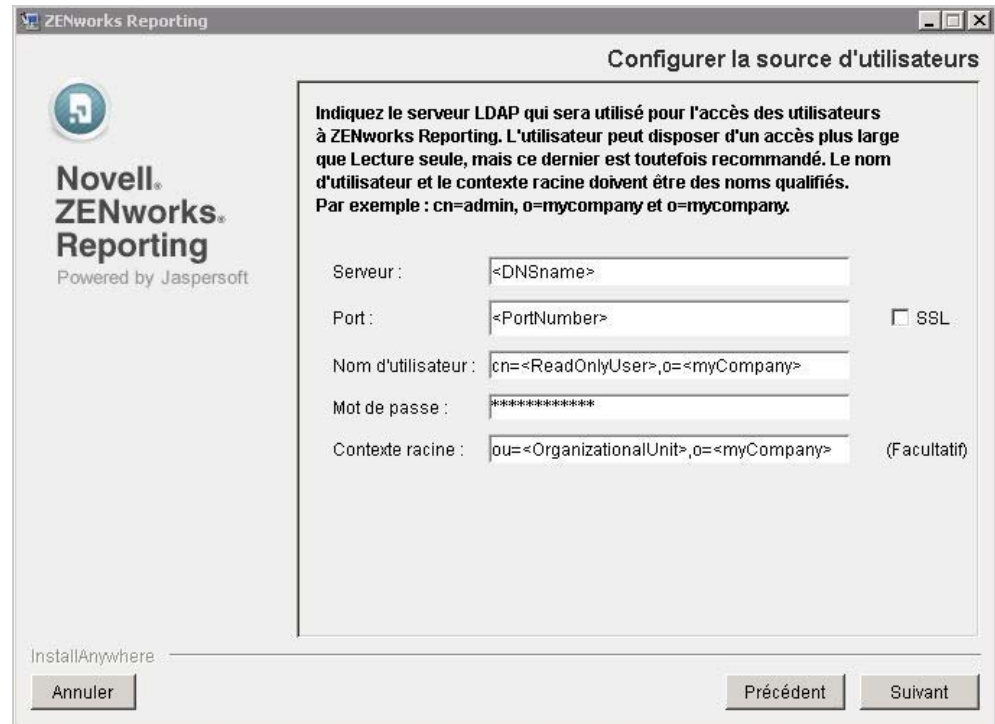 ZENworks Reporting
Configurer la source d'utilisateurs
Novell®
ZENworks®
Reporting
Powered by Jaspersoft
Indiquez le serveur LDAP qui sera utilisé pour l'accès des utilisateurs
à ZENworks Reporting. L'utilisateur peut disposer d'un accès plus large
que Lecture seule, mais ce dernier est toutefois recommandé. Le nom
d'utilisateur et le contexte racine doivent être des noms qualifiés.
Par exemple : cn=admin, o=mycompany et o=mycompany.
Serveur : <DNSname>
Port : <PortNumber> SSL
Nom d'utilisateur : cn=<ReadOnlyUser>,o=<myCompany>
Mot de passe : ************
Contexte racine : ou=<OrganizationalUnit>,o=<myCompany> (Facultatif)
InstallAnywhere
Annuler Précédent Suivant